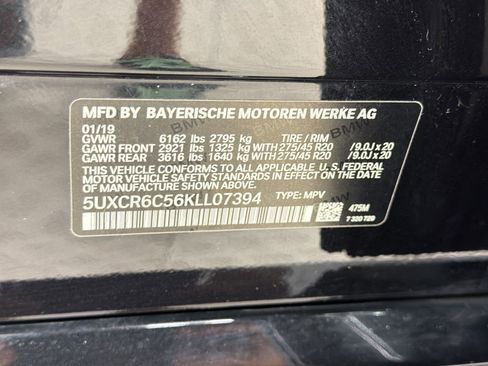 MFD BY BAYERISCHE MOTOREN WERKE AG
01/19
GVWR 6162 lbs 2795 kg TIRE / RIM
GAWR FRONT 2921 lbs 1325 kg WITH 275/45 R20 /9.0J x 20
GAWR REAR 3616 lbs 1640 kg WITH 275/45 R20 /9.0J x 20
THIS VEHICLE CONFORMS TO ALL APPLICABLE U. S. FEDERAL
MOTOR VEHICLE SAFETY STANDARDS IN EFFECT ON THE
DATE OF MANUFACTURE SHOWN ABOVE.
5UXCR6C56KLL07394 TYPE: MPV 475M
7 320 729